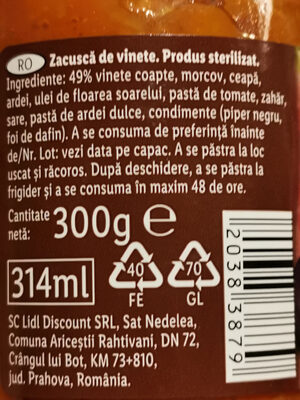 RO Zacuscă de vinete. Produs sterilizat.
Ingrediente: 49% vinete coapte, morcov, ceapă,
ardei, ulei de floarea soarelui, pastă de tomate, zahăr,
sare, pastă de ardei dulce, condimente (piper negru,
foi de dafin). A se consuma de preferință înainte
de/Nr. Lot: vezi data pe capac. A se păstra la loc
uscat și răcoros. După deschidere, a se păstra la
frigider și a se consuma în maxim 48 de ore.
Cantitate
netă:
300g e
314ml
40
FE
70
GL
2038 3879
SC Lidl Discount SRL, Sat Nedelea,
Comuna Ariceștii Rahtivani, DN 72,
Crângul lui Bot, KM 73+810,
jud. Prahova, România.